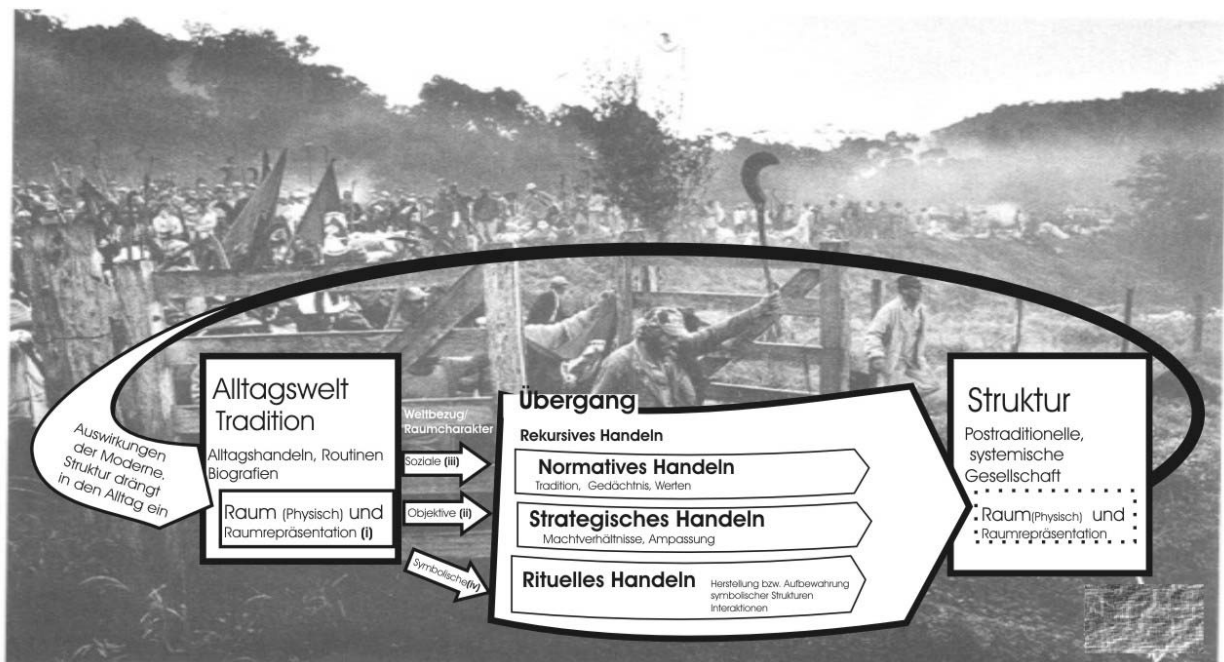 Auswirkungen
der Moderne,
Struktur drängt
in den Alltag ein
Alltagswelt
Tradition
Alltagshandeln, Routinen
Biografien
Raum (Physisch) und
Raumrepräsentation (i)
Weltbezug/
Raumcharakter
Soziale (iii)
Objektive (ii)
Symbolische(iv)
Übergang
Rekursives Handeln
Normatives Handeln
Tradition, Gedächtnis, Werten
Strategisches Handeln
Machtverhältnisse, Ampassung
Rituelles Handeln
Herstellung bzw. Aufbewahrung
symbolischer Strukturen
Interaktionen
Struktur
Postraditionelle,
systemische
Gesellschaft
Raum(Physisch) und
Raumrepräsentation